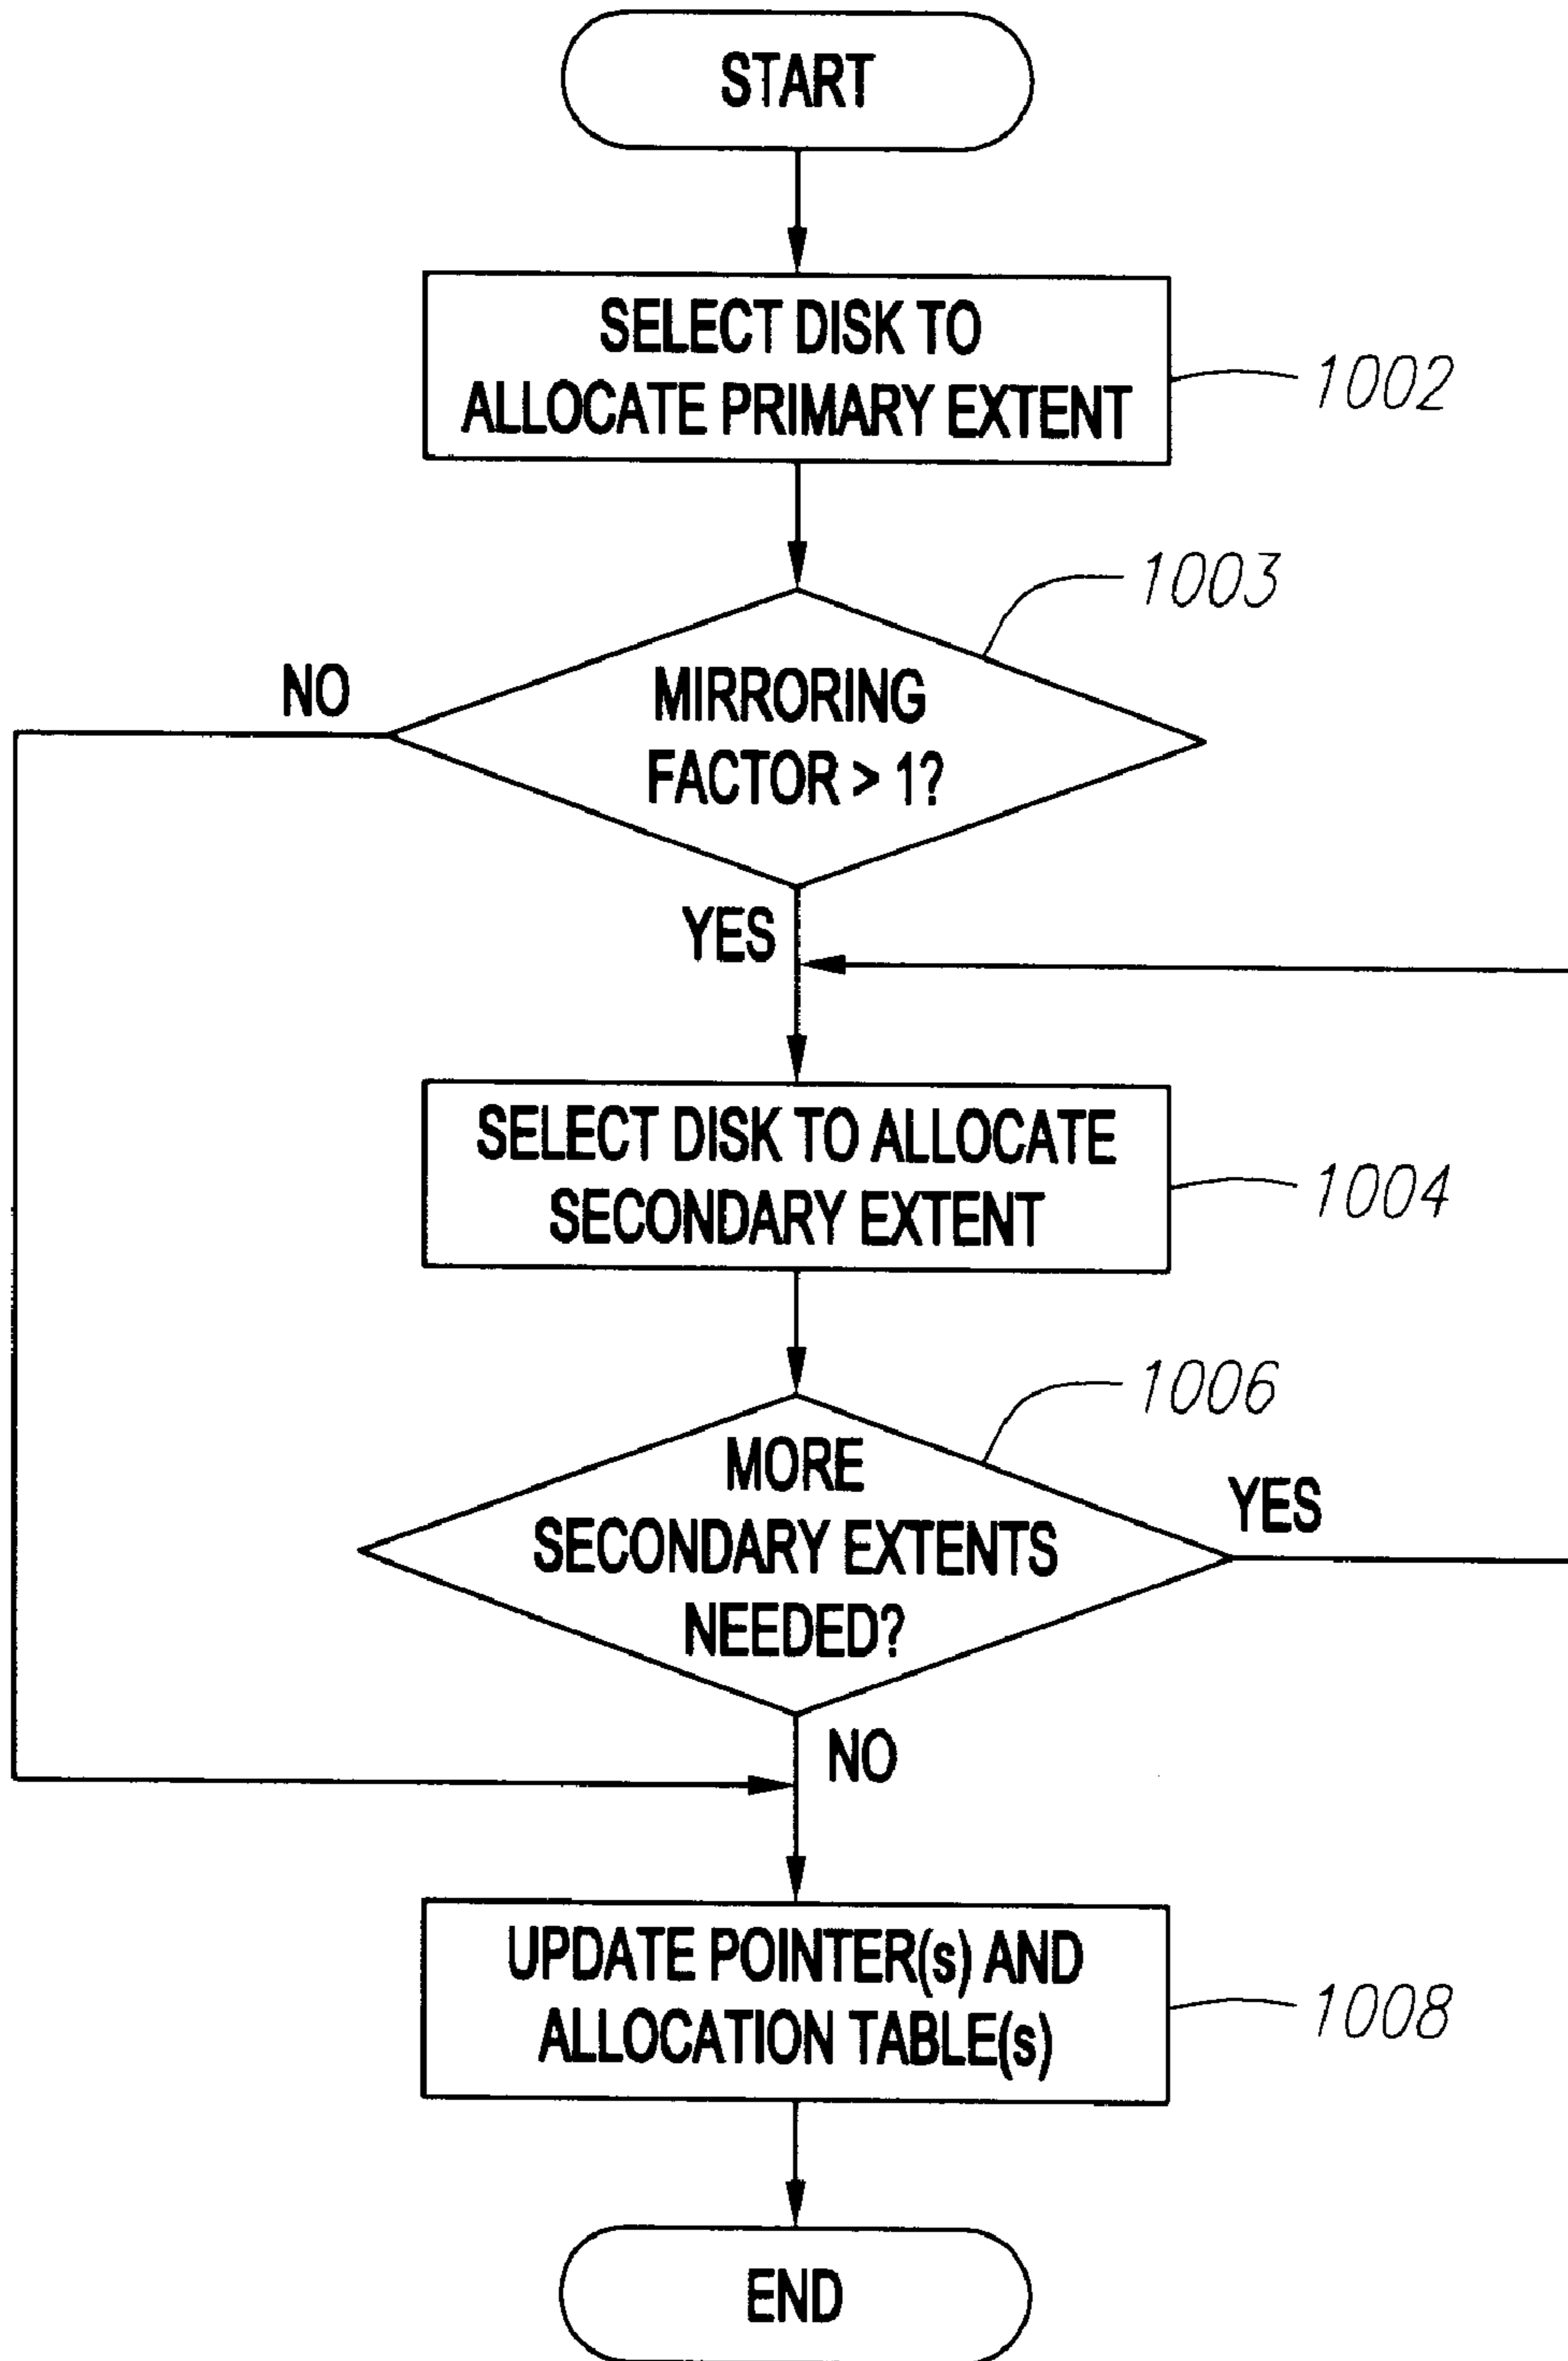 START
SELECT DISK TO
ALLOCATE PRIMARY EXTENT
1002
1003
NO
MIRRORING
FACTOR > 1?
YES
SELECT DISK TO ALLOCATE
SECONDARY EXTENT
1004
1006
MORE
SECONDARY EXTENTS
NEEDED?
YES
NO
UPDATE POINTER(s) AND
ALLOCATION TABLE(s)
1008
END